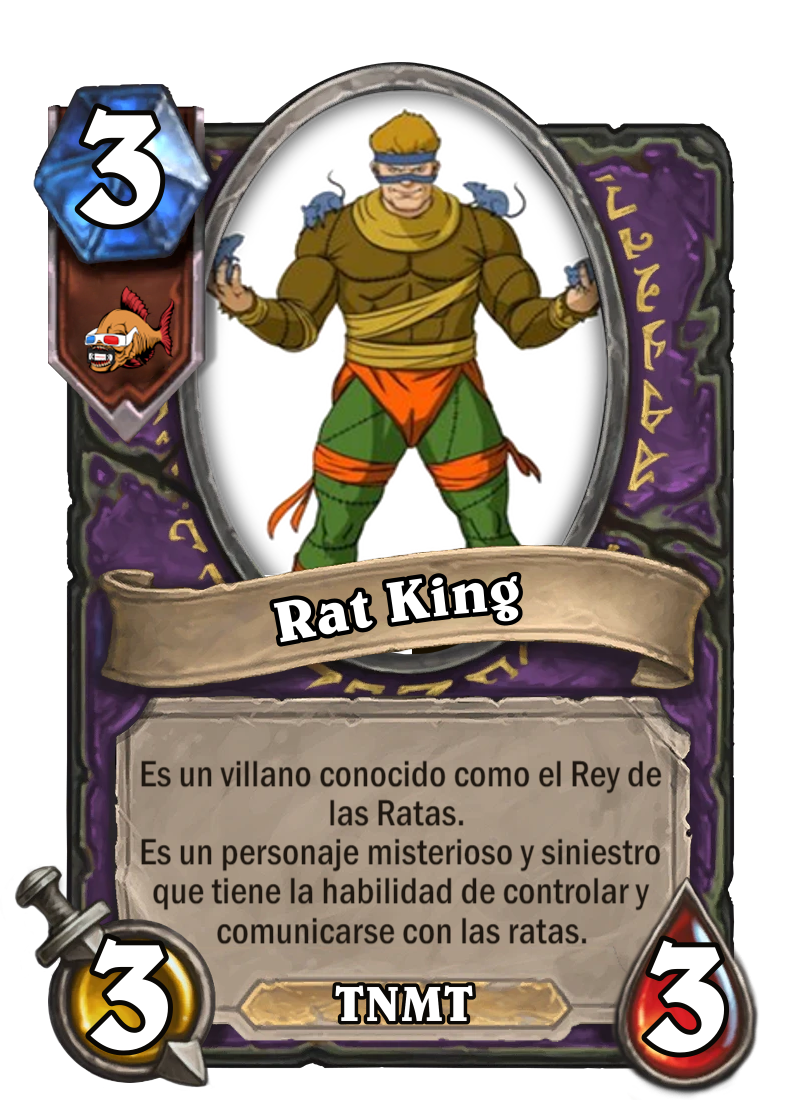 3
Rat King
Es un villano conocido como el Rey de
las Ratas.
Es un personaje misterioso y siniestro
que tiene la habilidad de controlar y
comunicarse con las ratas.
3
TNMT
3